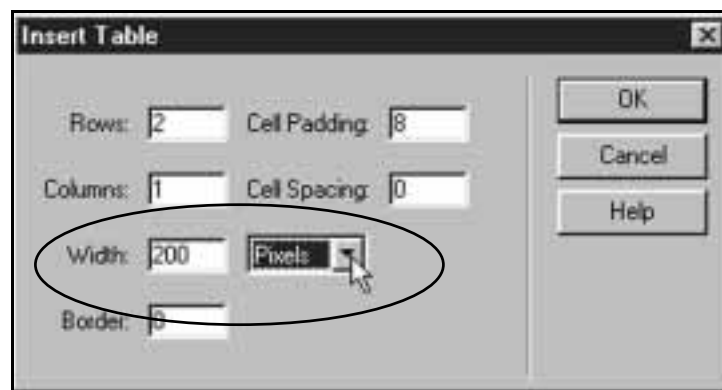 Insert Table
Rows: 2 Cell Padding: 8 OK
Columns: 1 Cell Spacing: 0 Cancel
Help
Width: 200 Pixels
Border: